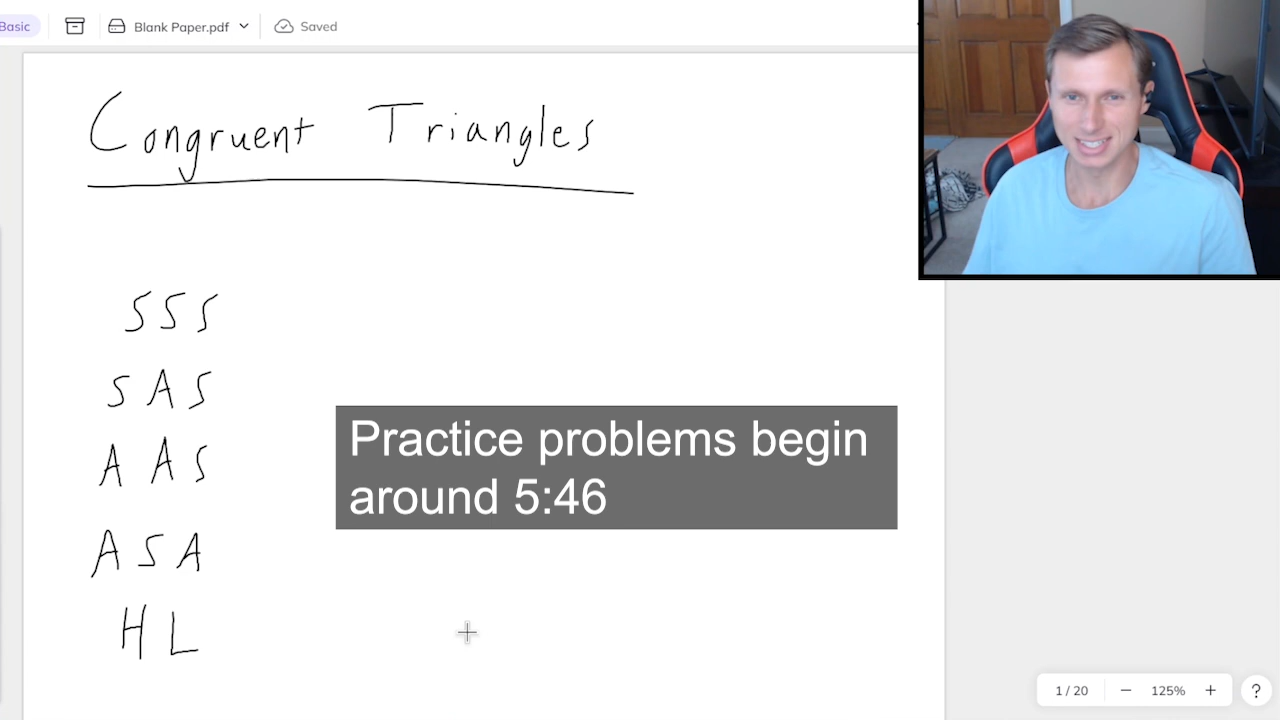 Basic
Blank Paper.pdf
Saved
Congruent Triangles
SSS
SAS
AAS
ASA
HL
Practice problems begin
around 5:46
1 / 20
125%
?